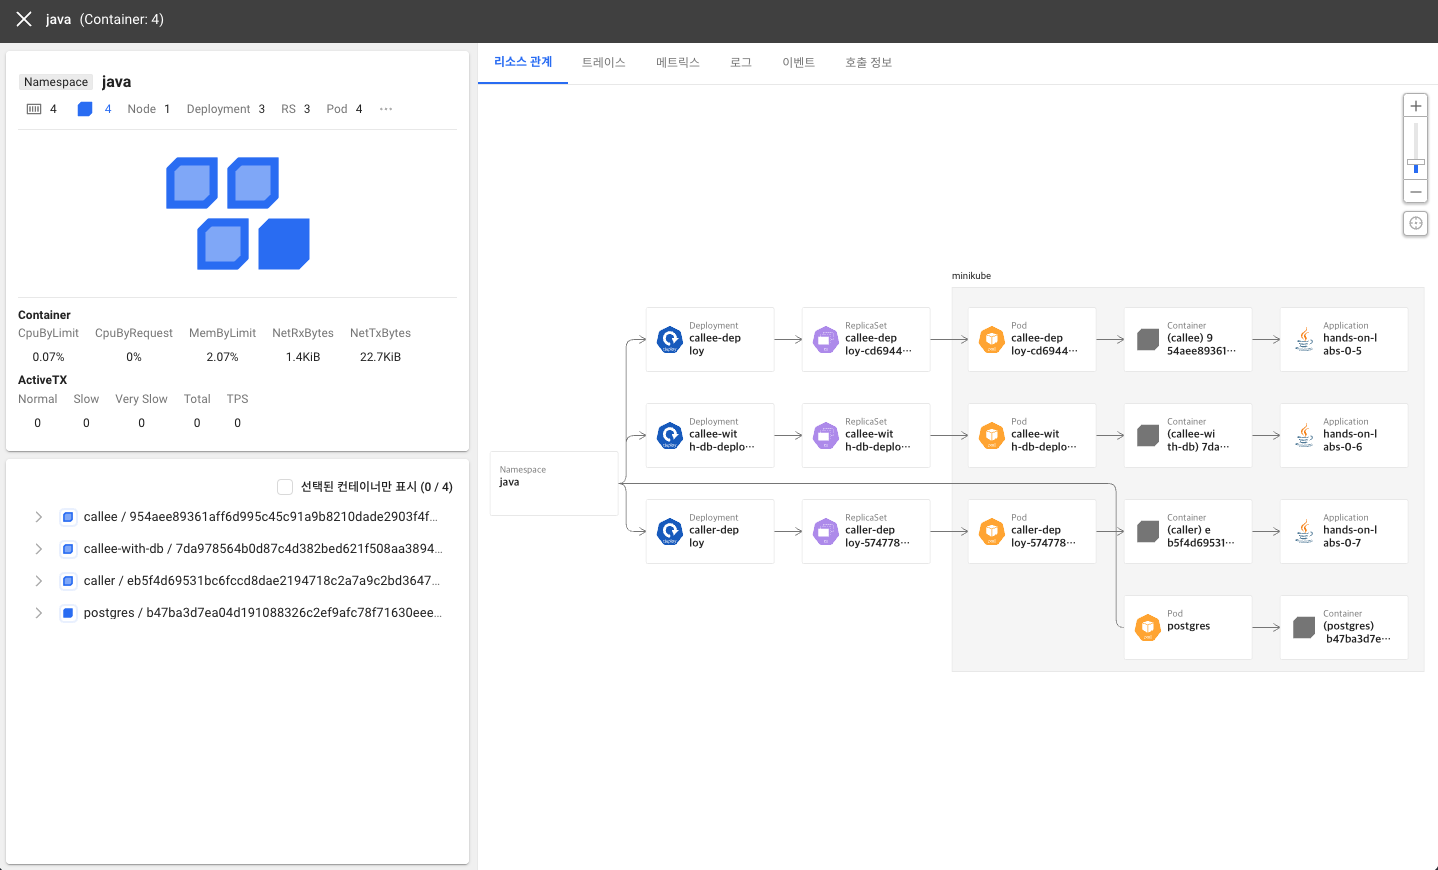 java (Container: 4)
Namespace java
4 4 Node 1 Deployment 3 RS 3 Pod 4 ···
Container
CpuByLimit CpuByRequest MemByLimit NetRxBytes NetTxBytes
0.07% 0% 2.07% 1.4KiB 22.7KiB
ActiveTX
Normal Slow Very Slow Total TPS
0 0 0 0 0
선택된 컨테이너만 표시 (0 / 4)
callee / 954aee89361aff6d995c45c91a9b8210dade2903f4f...
callee-with-db / 7da978564b0d87c4d382bed621f508aa3894...
caller / eb5f4d69531bc6fccd8dae2194718c2a7a9c2bd3647...
postgres / b47ba3d7ea04d191088326c2ef9afc78f71630eee...
리소스 관계 트레이스 메트릭스 로그 이벤트 호출 정보
minikube
Namespace
java
Deployment
callee-dep
loy
ReplicaSet
callee-dep
loy-cd6944···
Pod
callee-dep
loy-cd6944···
Container
(callee) 9
54aee89361···
Application
hands-on-l
abs-0-5
Deployment
callee-wit
h-db-deplo···
ReplicaSet
callee-wit
h-db-deplo···
Pod
callee-wit
h-db-deplo···
Container
(callee-wi
th-db) 7da···
Application
hands-on-l
abs-0-6
Deployment
caller-dep
loy
ReplicaSet
caller-dep
loy-574778···
Pod
caller-dep
loy-574778···
Container
(caller) e
b5f4d69531···
Application
hands-on-l
abs-0-7
Pod
postgres
Container
(postgres)
b47ba3d7e···